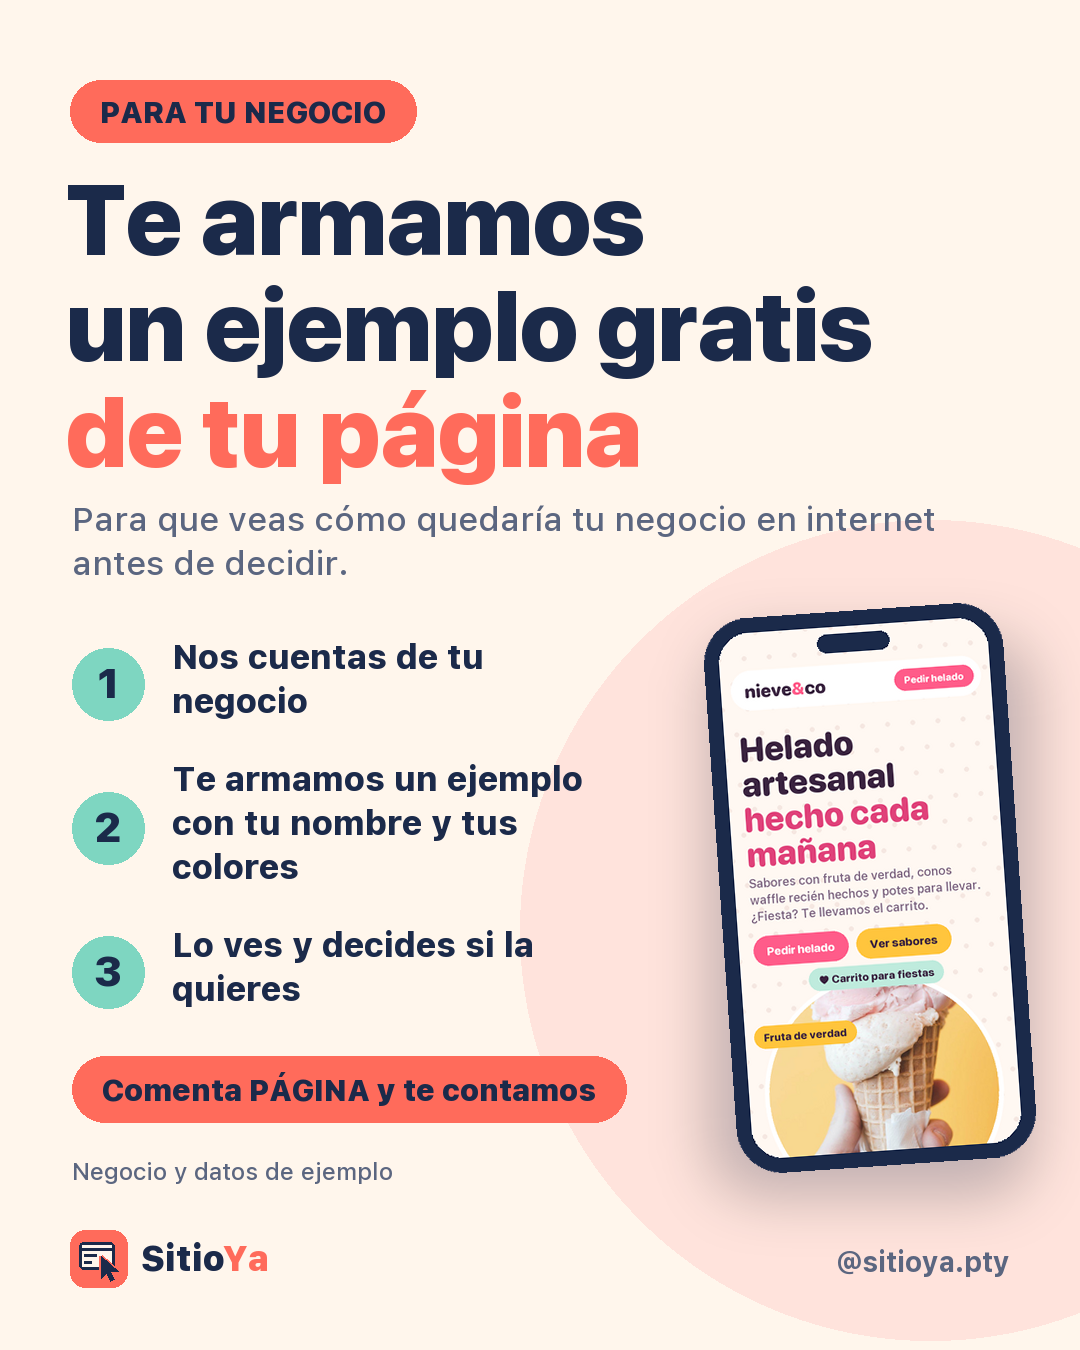 PARA TU NEGOCIO
Te armamos
un ejemplo gratis
de tu página
Para que veas cómo quedaría tu negocio en internet
antes de decidir.
1
Nos cuentas de tu
negocio
2
Te armamos un ejemplo
con tu nombre y tus
colores
3
Lo ves y decides si la
quieres
Comenta PÁGINA y te contamos
Negocio y datos de ejemplo
SitioYa
@sitioya.pty
nieve&co
Pedir helado
Helado
artesanal
hecho cada
mañana
Sabores con fruta de verdad, conos
waffle recién hechos y potes para llevar.
¿Fiesta? Te llevamos el carrito.
Pedir helado
Ver sabores
Carrito para fiestas
Fruta de verdad